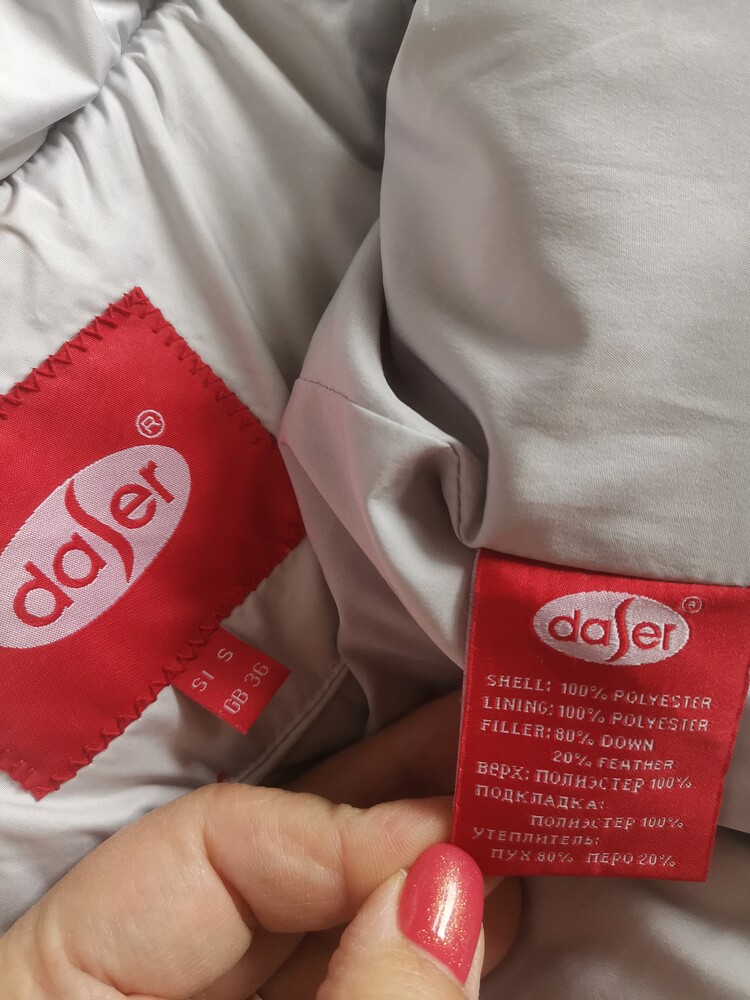 daser®
SI S
GB 36
daser®
SHELL: 100% POLYESTER
LINING: 100% POLYESTER
FILLER: 80% DOWN
20% FEATHER
ВЕРХ: ПОЛИЭСТЕР 100%
ПОДКЛАДКА:
ПОЛИЭСТЕР 100%
УТЕПЛИТЕЛЬ:
ПУХ 80% ПЕРО 20%